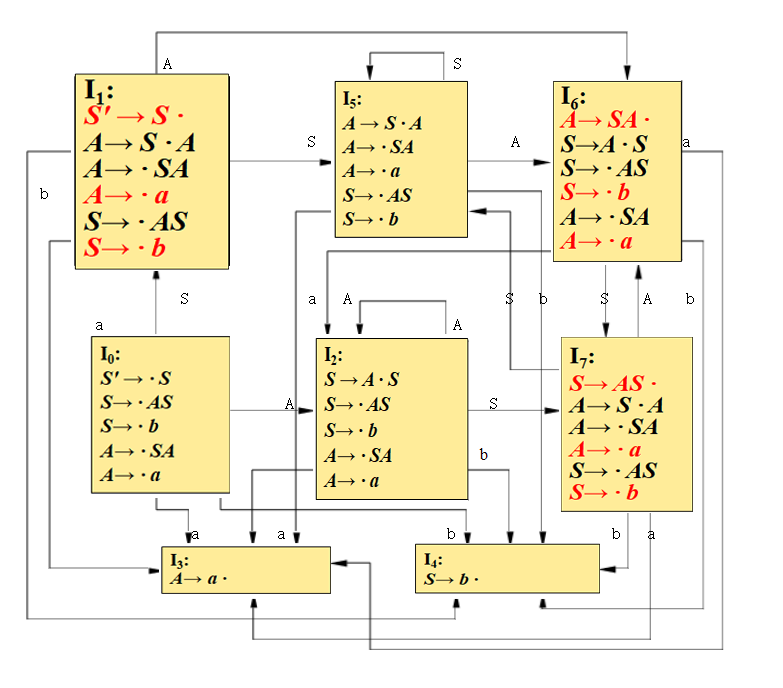 A
I₁:
S′ → S ·
A→ S · A
A→ · SA
A→ · a
S→ · AS
S→ · b
S
I₅:
A → S · A
A→ · SA
A→ · a
S→ · AS
S→ · b
I₆:
A→ SA ·
S→A · S
S→ · AS
S→ · b
A→ · SA
A→ · a
S
A
a
b
S
a
A
S
b
S
A
b
a
A
I₀:
S′ → · S
S→ · AS
S→ · b
A→ · SA
A→ · a
A
I₂:
S → A · S
S→ · AS
S→ · b
A→ · SA
A→ · a
S
b
I₇:
S→ AS ·
A→ S · A
A→ · SA
A→ · a
S→ · AS
S→ · b
a
a
b
b
a
I₃:
A→ a ·
I₄:
S→ b ·